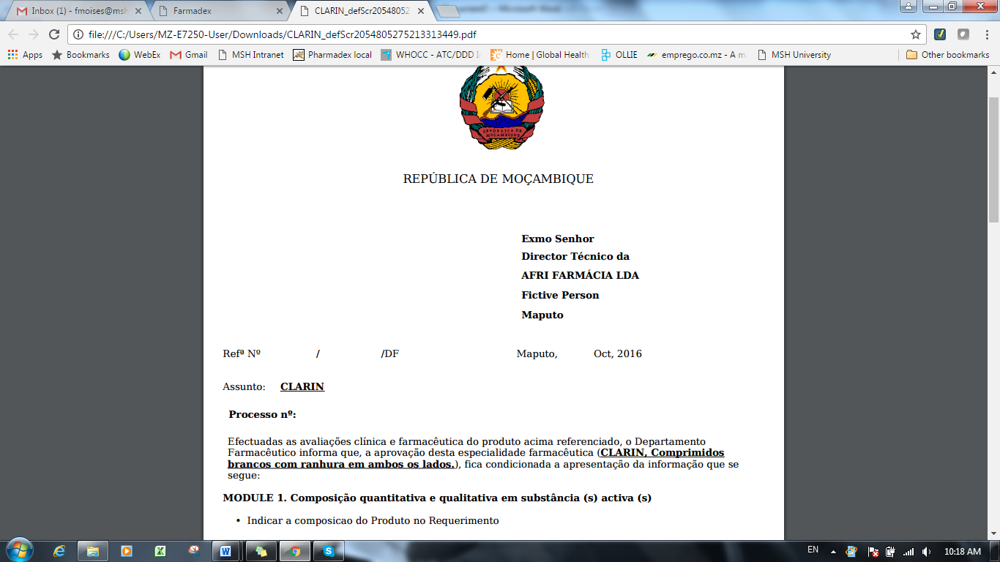 Inbox (1) - fmoises@msh
Farmadex
CLARIN_defScr20548052
Microsoft Word
file:///C:/Users/MZ-E7250-User/Downloads/CLARIN_defScr2054805275213313449.pdf
Apps
Bookmarks
WebEx
Gmail
MSH Intranet
Pharmadex local
WHOCC - ATC/DDD I
Home | Global Health
OLLIE
emprego.co.mz - A m
MSH University
Other bookmarks
REPÚBLICA DE MOÇAMBIQUE
REPÚBLICA DE MOÇAMBIQUE
Exmo Senhor
Director Técnico da
AFRI FARMÁCIA LDA
Fictive Person
Maputo
Refª Nº / /DF Maputo, Oct, 2016
Assunto: CLARIN
Processo nº:
Efectuadas as avaliações clínica e farmacêutica do produto acima referenciado, o Departamento
Farmacêutico informa que, a aprovação desta especialidade farmacêutica (CLARIN, Comprimidos
brancos com ranhura em ambos os lados.), fica condicionada a apresentação da informação que se
segue:
MODULE 1. Composição quantitativa e qualitativa em substância (s) activa (s)
• Indicar a composicao do Produto no Requerimento
EN
10:18 AM